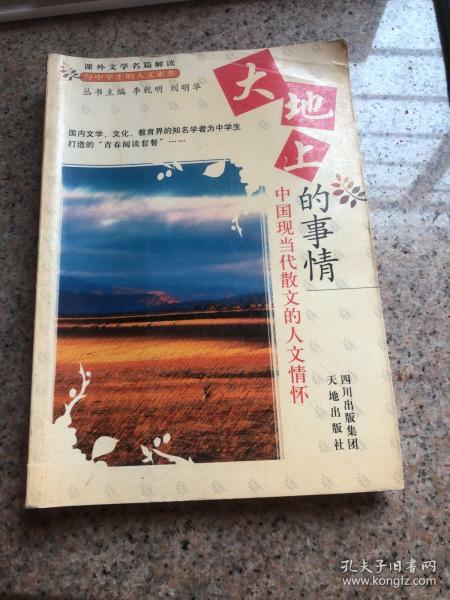 课外文学名篇解读
与中学生的人文素养
丛书主编 李乾明 刘明华
国内文学、文化、教育界的知名学者为中学生
打造的“青春阅读套餐”……
大地上
的事情
中国现当代散文的人文情怀
四川出版集团
天地出版社
孔夫子旧书网
www.kongfz.com